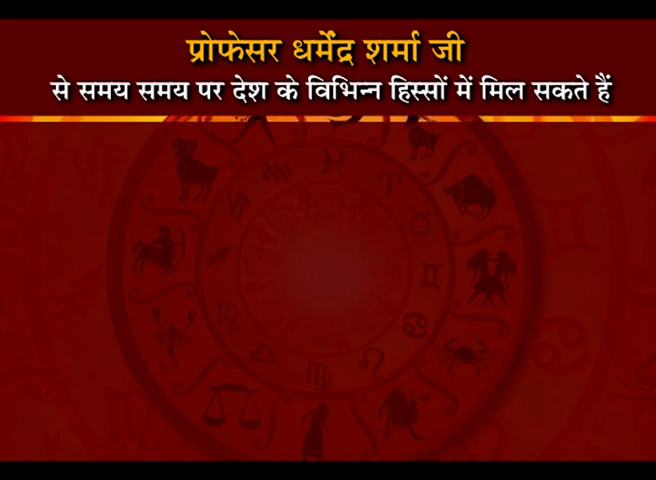 प्रोफेसर धर्मेंद्र शर्मा जी
से समय समय पर देश के विभिन्न हिस्सों में मिल सकते हैं